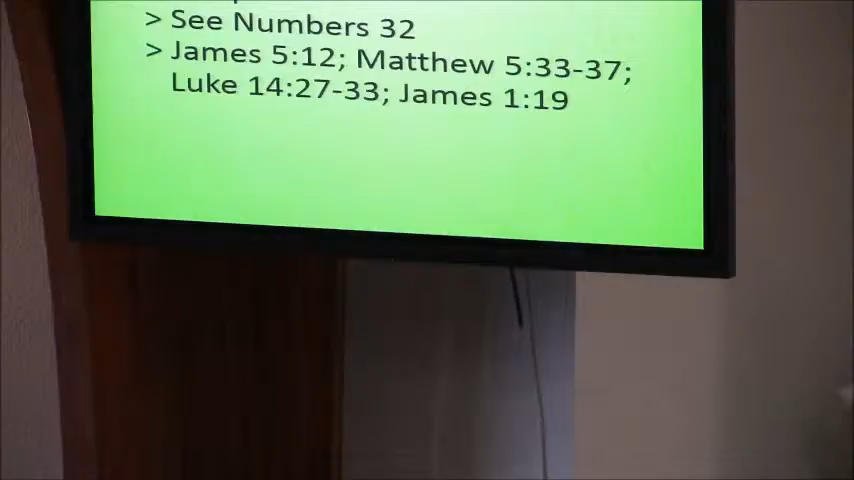 > See Numbers 32
> James 5:12; Matthew 5:33-37;
Luke 14:27-33; James 1:19